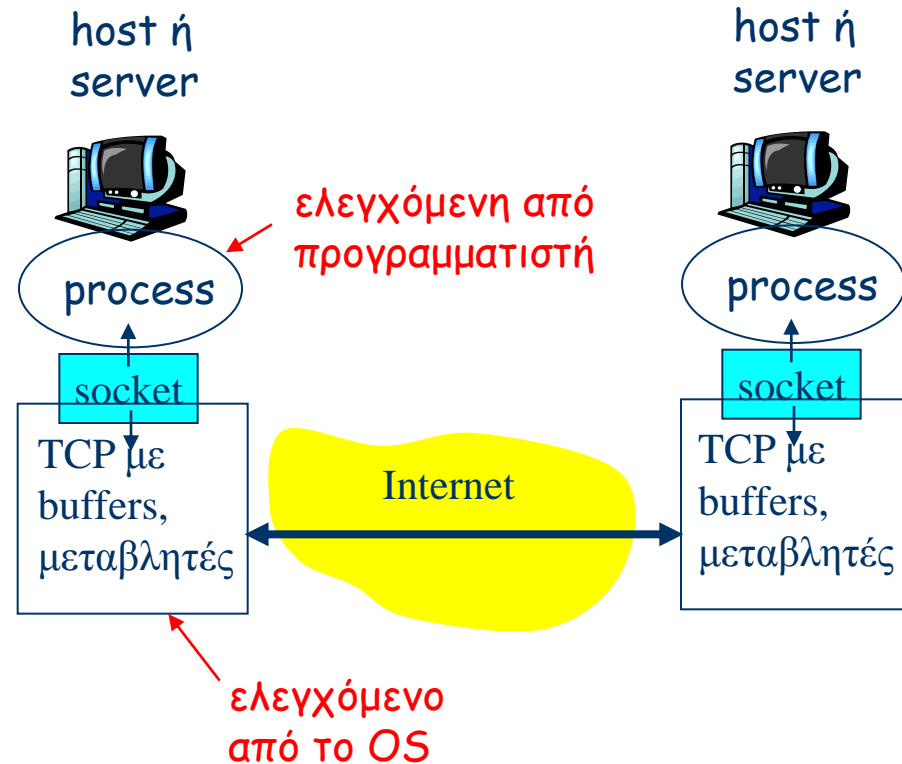 host ή
server
host ή
server
ελεγχόμενη από
προγραμματιστή
process
process
socket
socket
TCP με
buffers,
μεταβλητές
Internet
TCP με
buffers,
μεταβλητές
ελεγχόμενο
από το OS